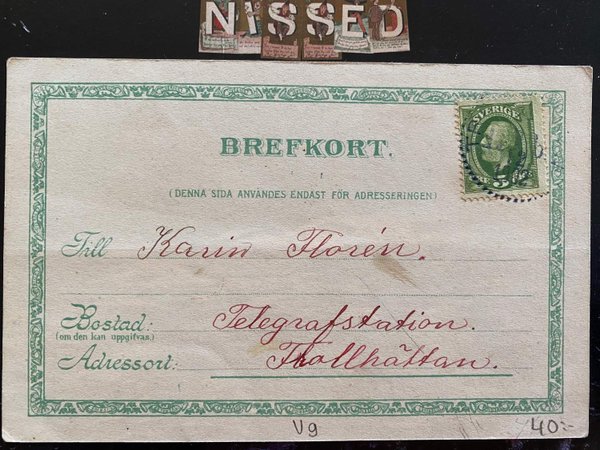 NISSED
BREFKORT.
SVERIGE
5
(DENNA SIDA ANVÄNDES ENDAST FÖR ADRESSERINGEN)
Till Karin Florén.
Bostad: Telegrafstation.
(om den kan uppgifvas.)
Adressort: Trollhättan.
Vg
40:-